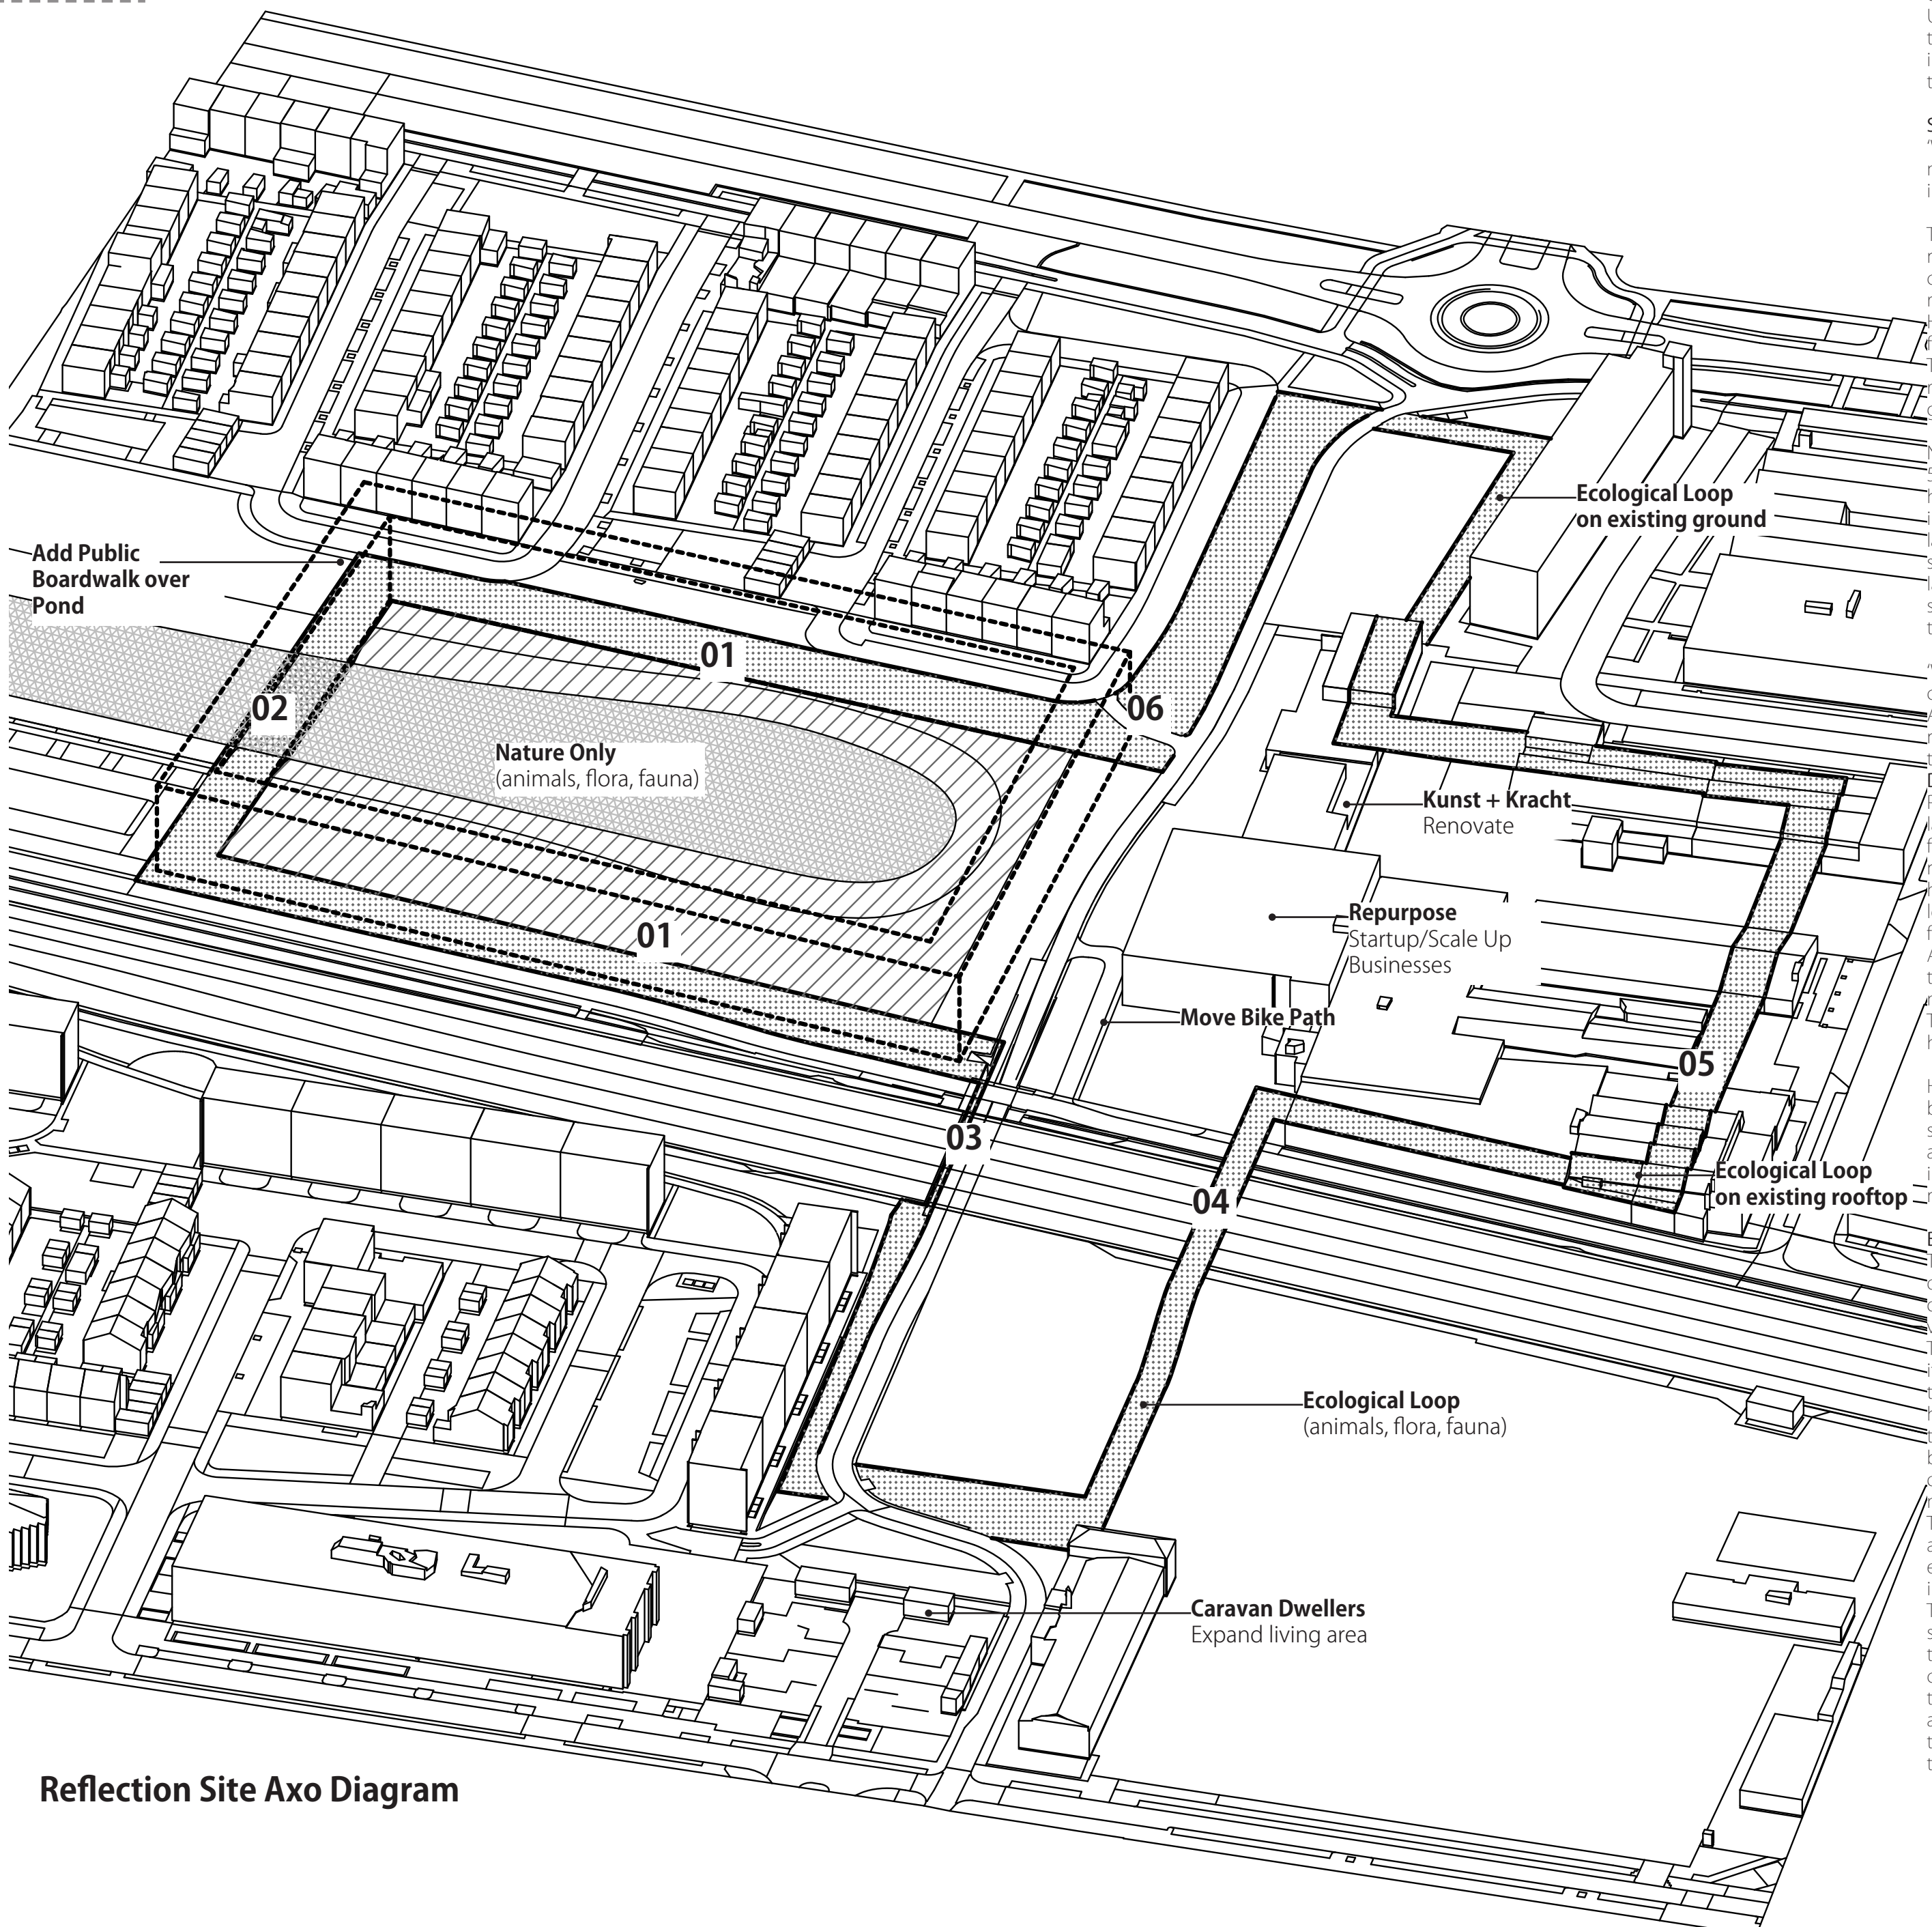 Ecological Loop
on existing ground
Add Public
Boardwalk over
Pond
01
02
06
Nature Only
(animals, flora, fauna)
Kunst + Kracht
Renovate
Repurpose
Startup/Scale Up
Businesses
01
Move Bike Path
05
03
Ecological Loop
on existing rooftop
04
Ecological Loop
(animals, flora, fauna)
Caravan Dwellers
Expand living area
Reflection Site Axo Diagram